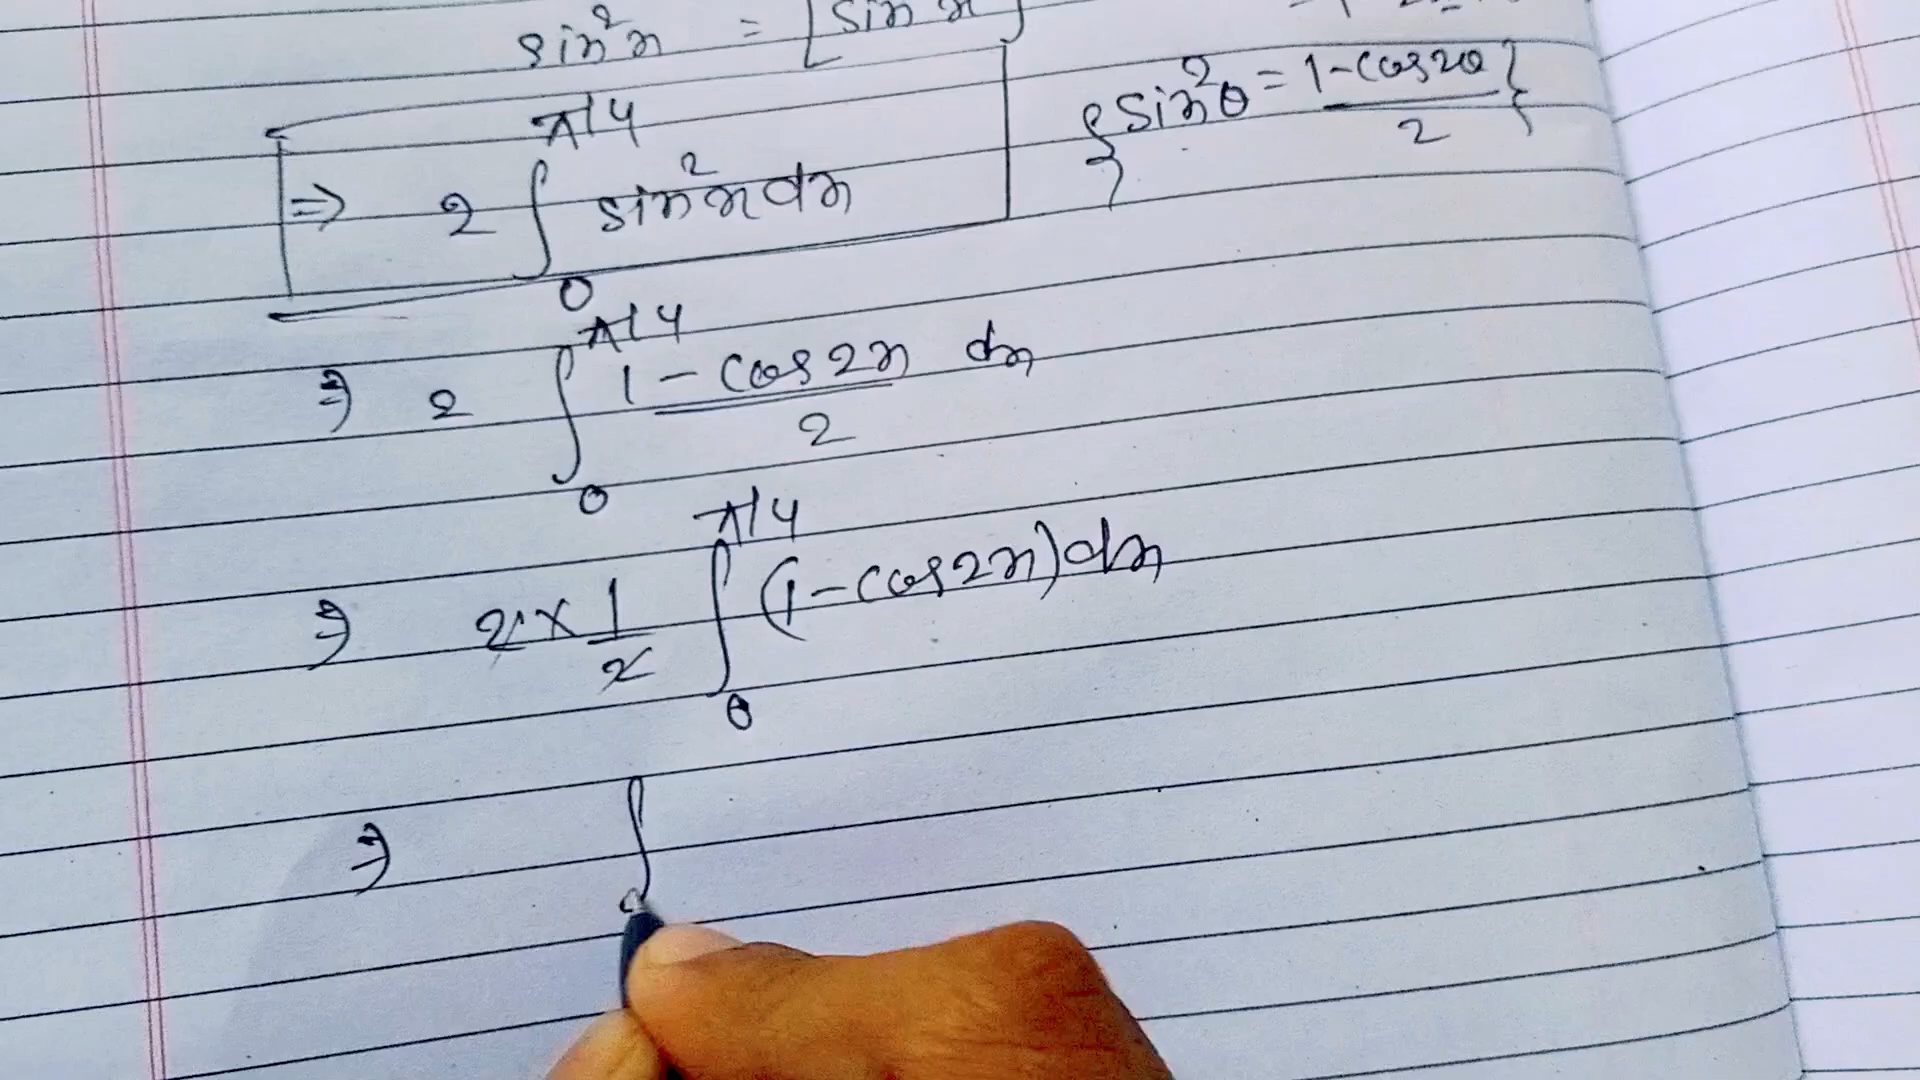 sin²x = [sin x]
⇒ 2 ∫₀^(π/4) sin²x dx {sin²θ = (1-cos2θ)/2}
⇒ 2 ∫₀^(π/4) (1-cos2x)/2 dx
⇒ 2 × 1/2 ∫₀^(π/4) (1-cos2x) dx
⇒ ∫